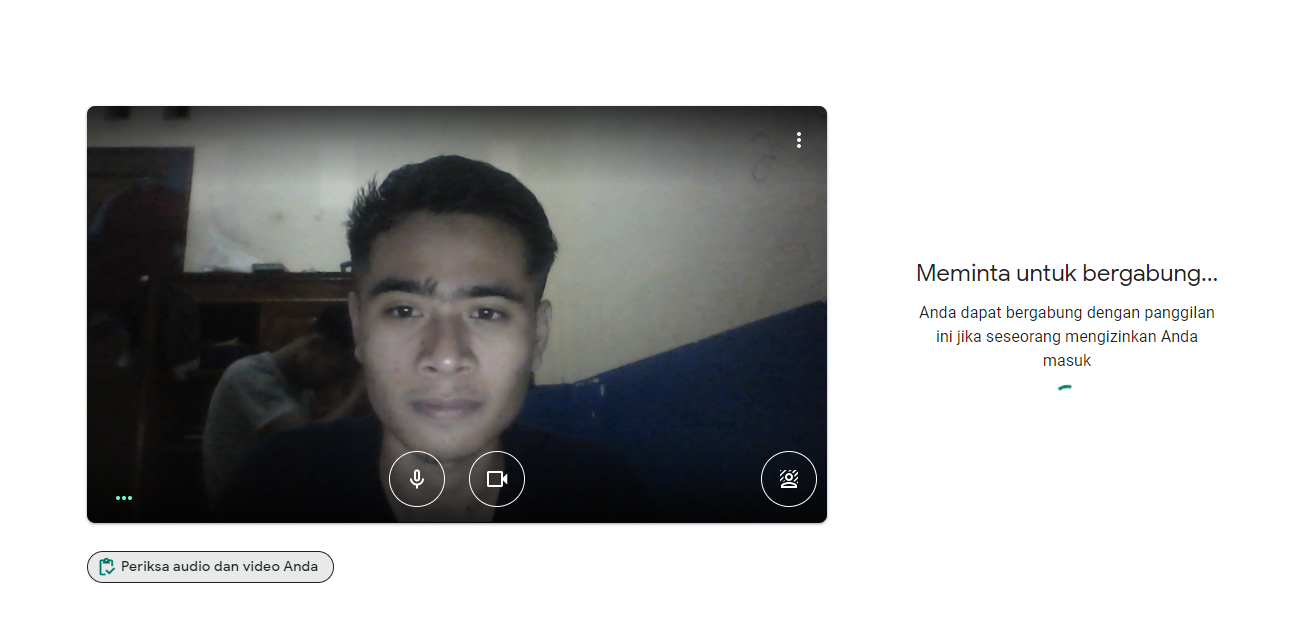 Meminta untuk bergabung...
Anda dapat bergabung dengan panggilan
ini jika seseorang mengizinkan Anda
masuk
Periksa audio dan video Anda